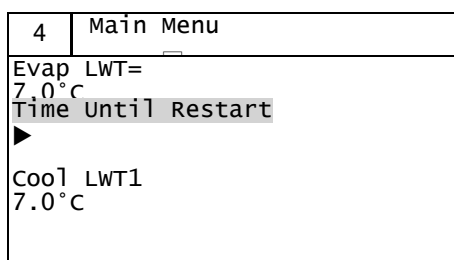 4 Main Menu
Evap LWT=
7.0°C
Time Until Restart
▶
Cool LWT1
7.0°C